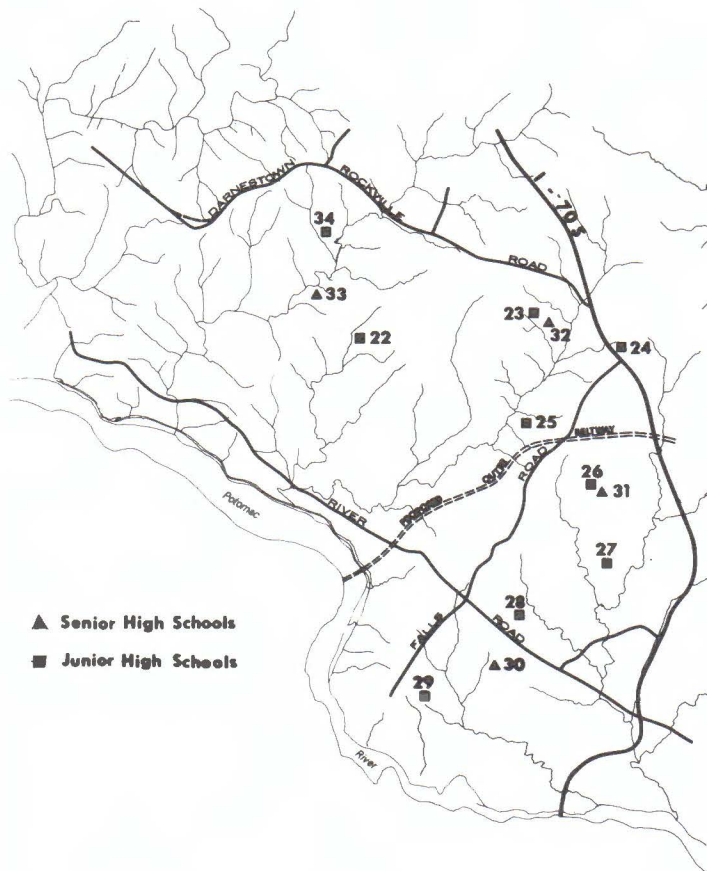 DARNESTOWN
ROCKVILLE
ROAD
I - 70 S
34
33
22
23
32
24
25
BELTWAY
OUTER
PROPOSED
ROAD
26
31
27
RIVER
Potomac
28
ROAD
FALLS
30
29
River
Senior High Schools
Junior High Schools